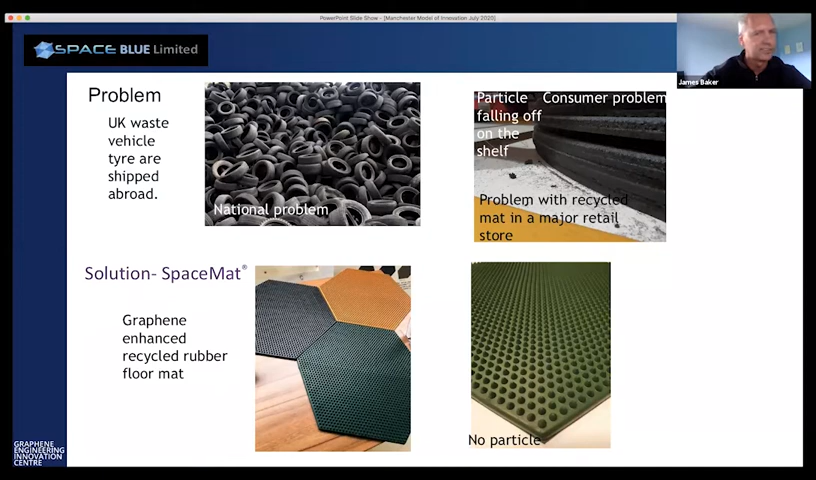 PowerPoint Slide Show - [Manchester Model of Innovation July 2020]
SPACE BLUE Limited
James Baker
Problem
UK waste
vehicle
tyre are
shipped
abroad.
National problem
Particle
falling off
on the
shelf
Consumer problem
Problem with recycled
mat in a major retail
store
Solution- SpaceMat®
Graphene
enhanced
recycled rubber
floor mat
No particle
GRAPHENE
ENGINEERING
INNOVATION
CENTRE